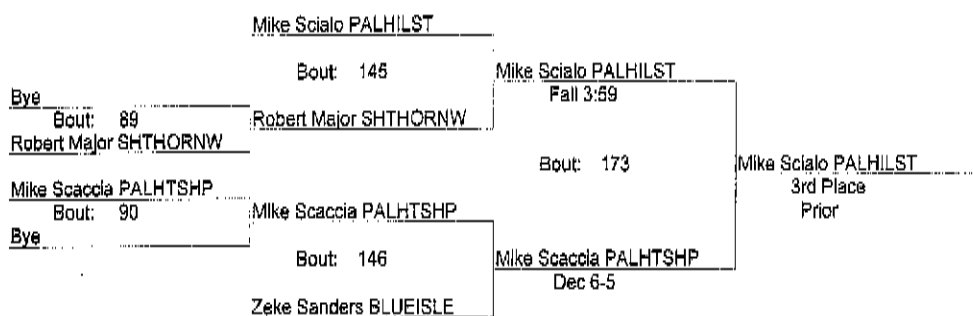 Mike Scialo PALHILST
Bout: 145
Mike Scialo PALHILST
Fall 3:59
Bye
Bout: 89
Robert Major SHTHORNW
Robert Major SHTHORNW
Bout: 173
Mike Scialo PALHILST
3rd Place
Prior
Mike Scaccia PALHTSHP
Bout: 90
Mike Scaccia PALHTSHP
Bye
Bout: 146
Mike Scaccia PALHTSHP
Dec 6-5
Zeke Sanders BLUEISLE